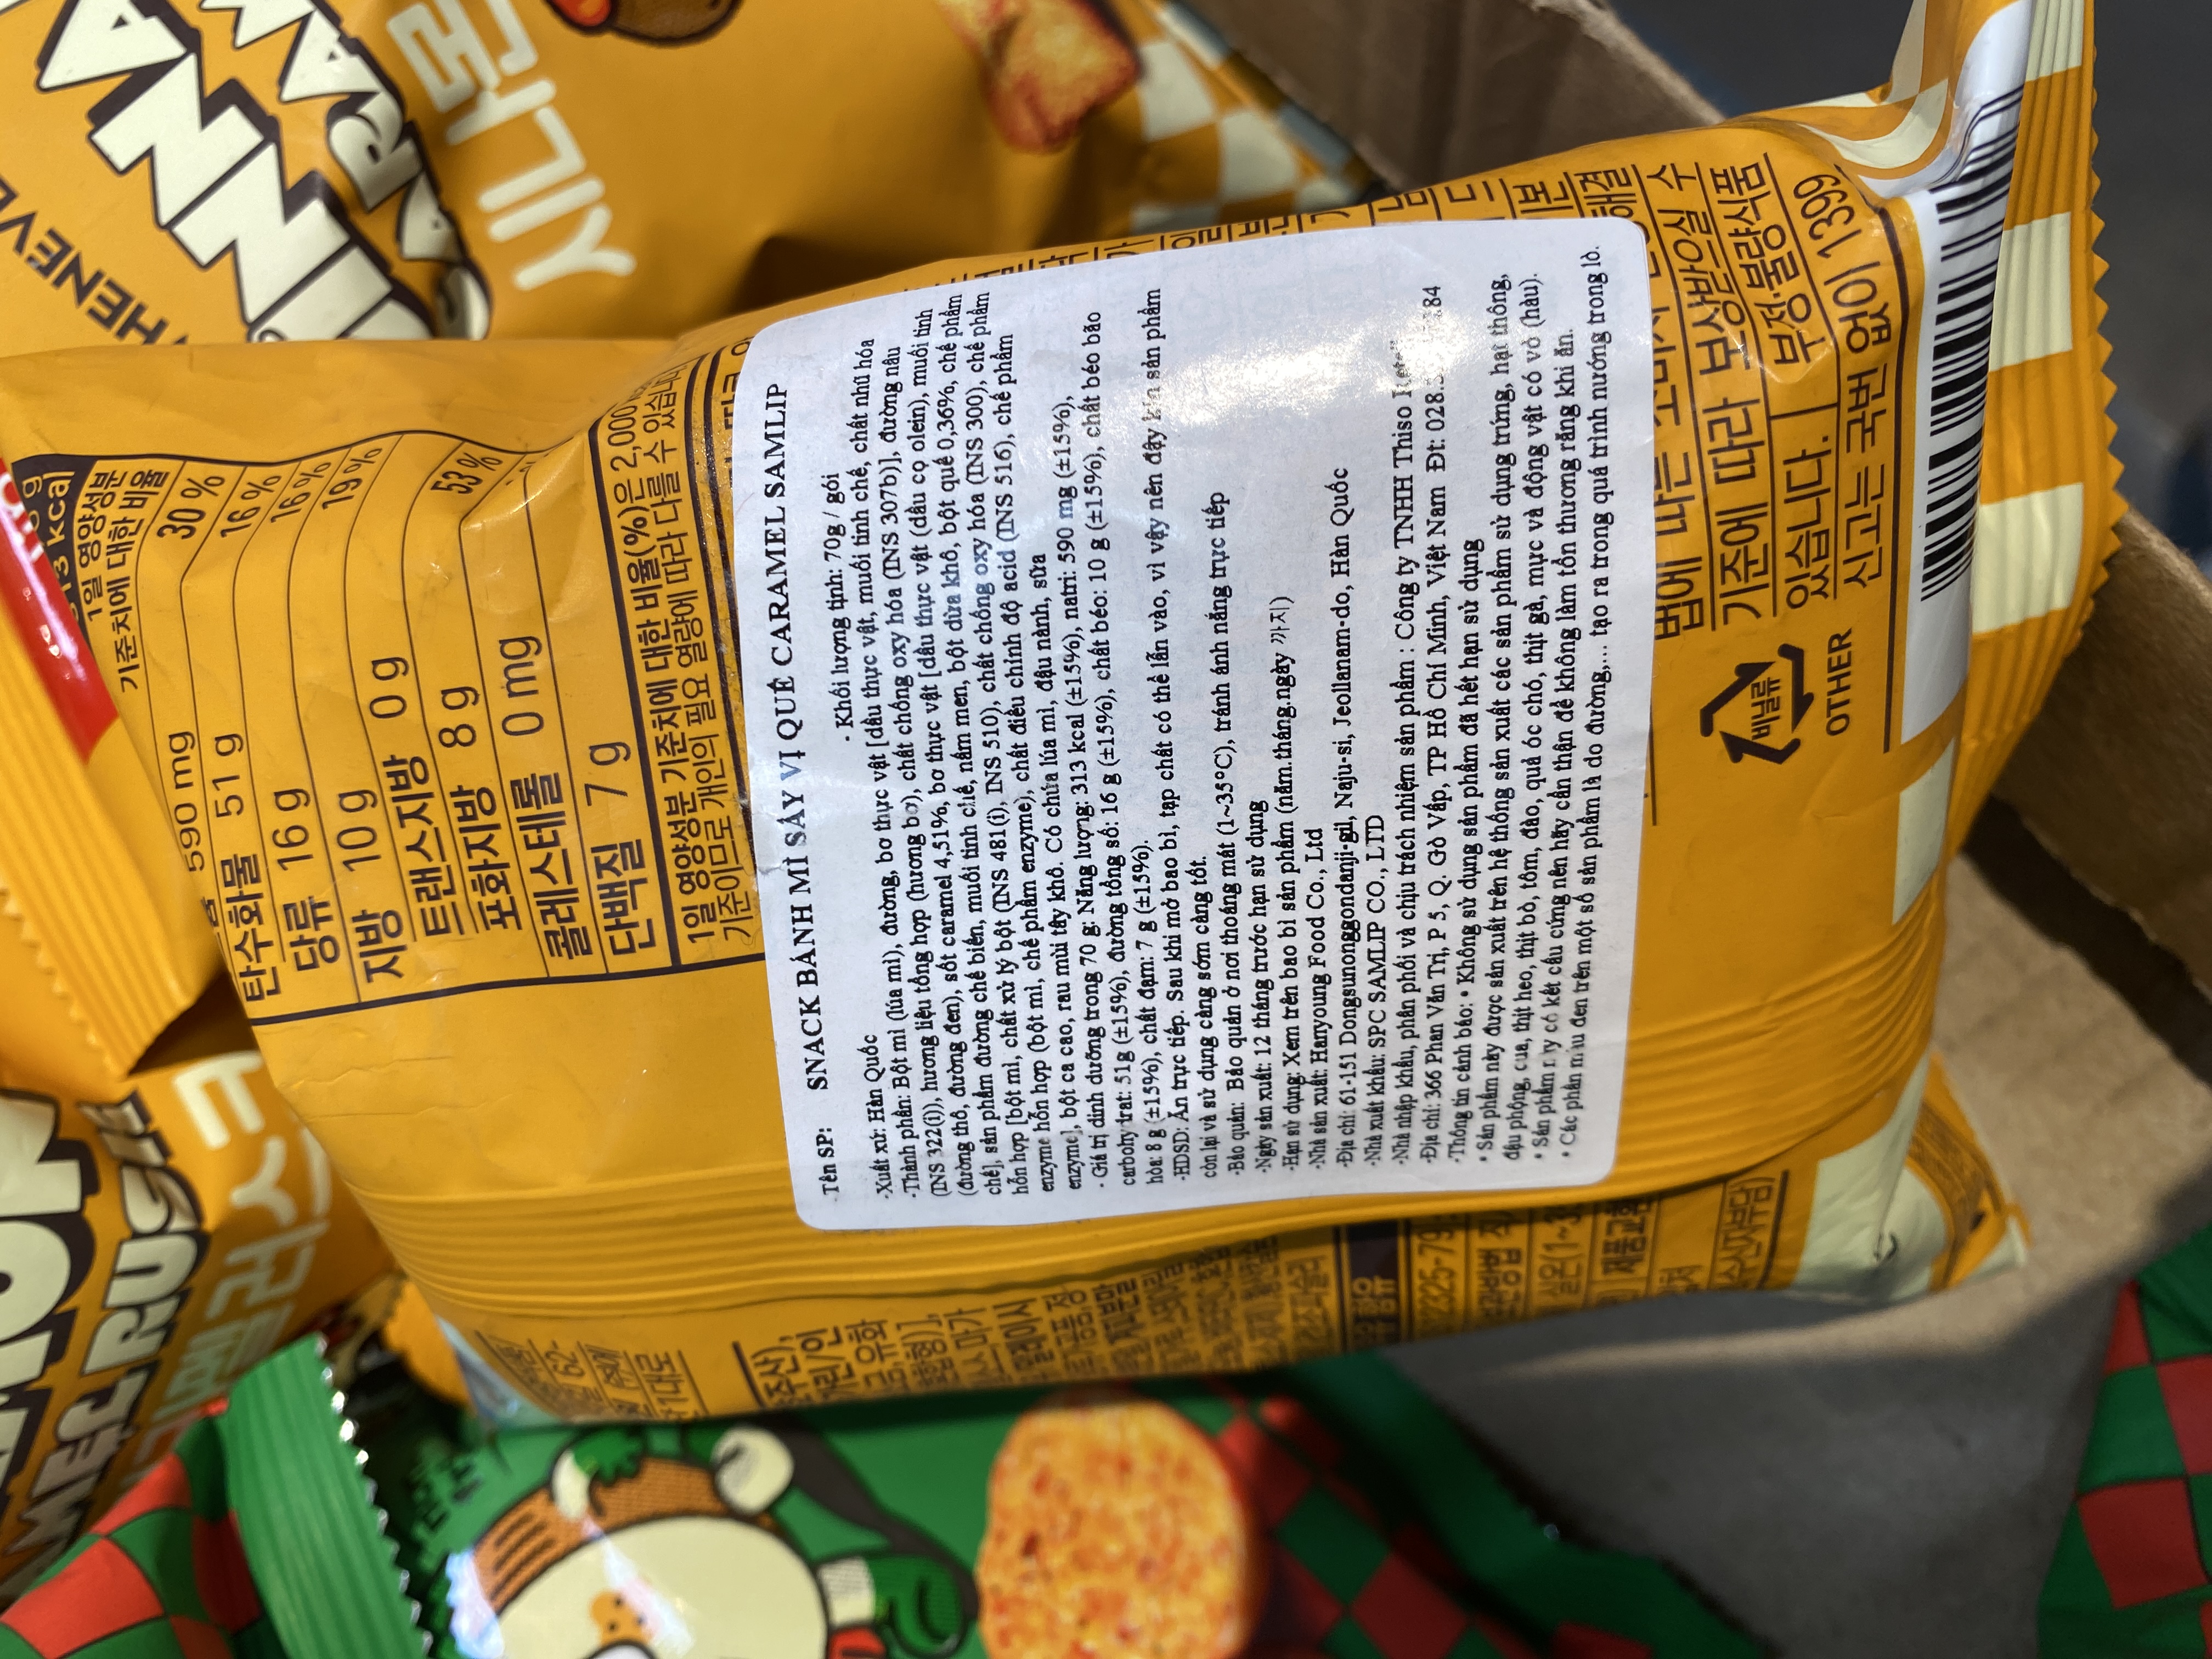 RUSH
멜러스크
시나몬
13 kcal
1일 영양성분
기준치에 대한 비율
590 mg 30 %
탄수화물 51 g 16 %
당류 16 g 16 %
지방 10 g 19 %
트랜스지방 0 g
포화지방 8 g 53 %
콜레스테롤 0 mg
단백질 7 g
1일 영양성분 기준치에 대한 비율(%)은 2,000
기준이므로 개인의 필요 열량에 따라 다를 수 있습니다
Tên SP: SNACK BÁNH MÌ SẤY VỊ QUẾ CARAMEL SAMLIP
-Xuất xứ: Hàn Quốc - Khối lượng tịnh: 70g / gói
-Thành phần: Bột mì (lúa mì), đường, bơ thực vật [dầu thực vật, muối tinh chế, chất nhũ hóa
(INS 322(i)), hương liệu tổng hợp (hương bơ), chất chống oxy hóa (INS 307b)], đường nâu
(đường thô, đường đen), sốt caramel 4,51%, bơ thực vật [dầu thực vật (dầu cọ olein), muối tinh
chế], sản phẩm đường chế biến, muối tinh chế, nấm men, bột dừa khô, bột quế 0,36%, chế phẩm
hỗn hợp [bột mì, chất xử lý bột (INS 481(i), INS 510), chất chống oxy hóa (INS 300), chế phẩm
enzyme hỗn hợp (bột mì, chế phẩm enzyme), chất điều chỉnh độ acid (INS 516), chế phẩm
enzyme], bột ca cao, rau mùi tây khô. Có chứa lúa mì, đậu nành, sữa
- Giá trị dinh dưỡng trong 70 g: Năng lượng: 313 kcal (±15%), natri: 590 mg (±15%),
carbohydrat: 51g (±15%), đường tổng số: 16 g (±15%), chất béo: 10 g (±15%), chất béo bão
hòa: 8 g (±15%), chất đạm: 7 g (±15%).
-HDSD: Ăn trực tiếp. Sau khi mở bao bì, tạp chất có thể lẫn vào, vì vậy nên đậy kín sản phẩm
còn lại và sử dụng càng sớm càng tốt.
-Bảo quản: Bảo quản ở nơi thoáng mát (1~35°C), tránh ánh nắng trực tiếp
-Ngày sản xuất: 12 tháng trước hạn sử dụng
-Hạn sử dụng: Xem trên bao bì sản phẩm (năm.tháng.ngày 까지)
-Nhà sản xuất: Hanyoung Food Co., Ltd
-Địa chỉ: 61-151 Dongsunonggondanji-gil, Naju-si, Jeollanam-do, Hàn Quốc
-Nhà xuất khẩu: SPC SAMLIP CO., LTD
-Nhà nhập khẩu, phân phối và chịu trách nhiệm sản phẩm : Công ty TNHH Thiso
-Địa chỉ: 366 Phan Văn Trị, P 5, Q. Gò Vấp, TP Hồ Chí Minh, Việt Nam Đt: 028.
-Thông tin cảnh báo: • Không sử dụng sản phẩm đã hết hạn sử dụng
• Sản phẩm này được sản xuất trên hệ thống sản xuất các sản phẩm sử dụng trứng, hạt thông,
đậu phộng, cua, thịt heo, thịt bò, tôm, đào, quả óc chó, thịt gà, mực và động vật có vỏ (hàu).
• Sản phẩm này có kết cấu cứng nên hãy cẩn thận để không làm tổn thương răng khi ăn.
• Các phần màu đen trên một số sản phẩm là do đường,... tạo ra trong quá trình nướng trong lò.
해결
법에 따른
기준에 따라 보상받으실 수
있습니다. 부정·불량식품
신고는 국번 없이 1399
비닐류
OTHER